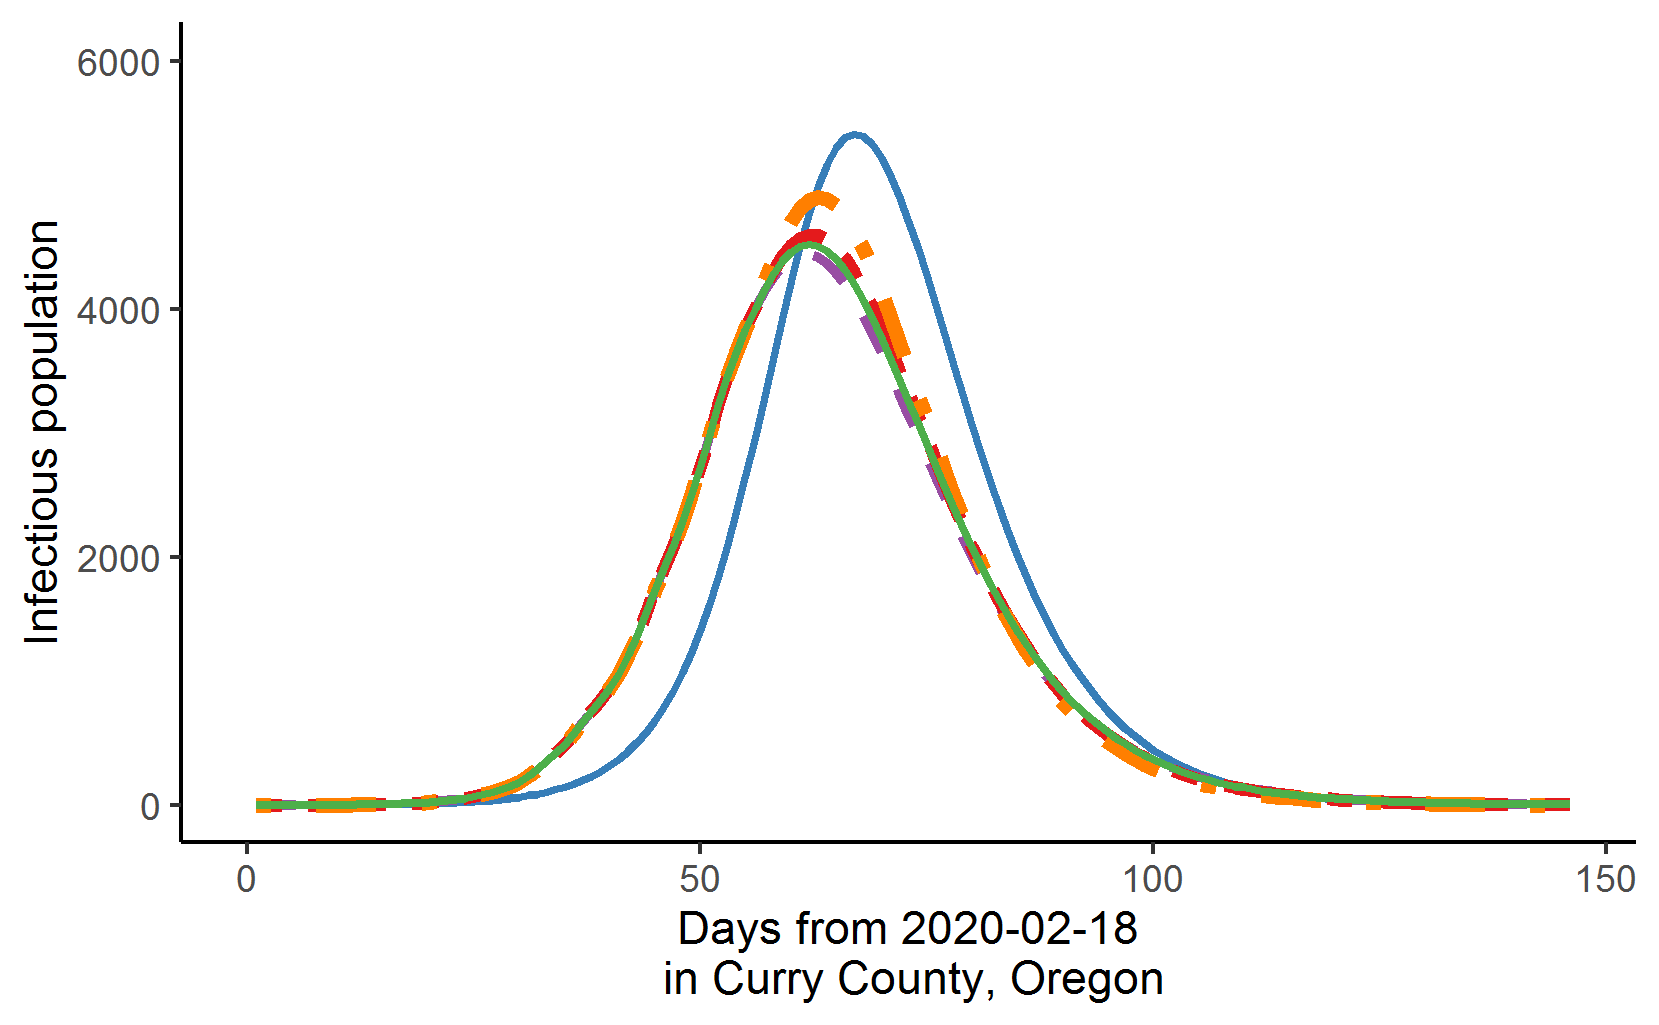 Infectious population
6000
4000
2000
0
0 50 100 150
Days from 2020-02-18
in Curry County, Oregon